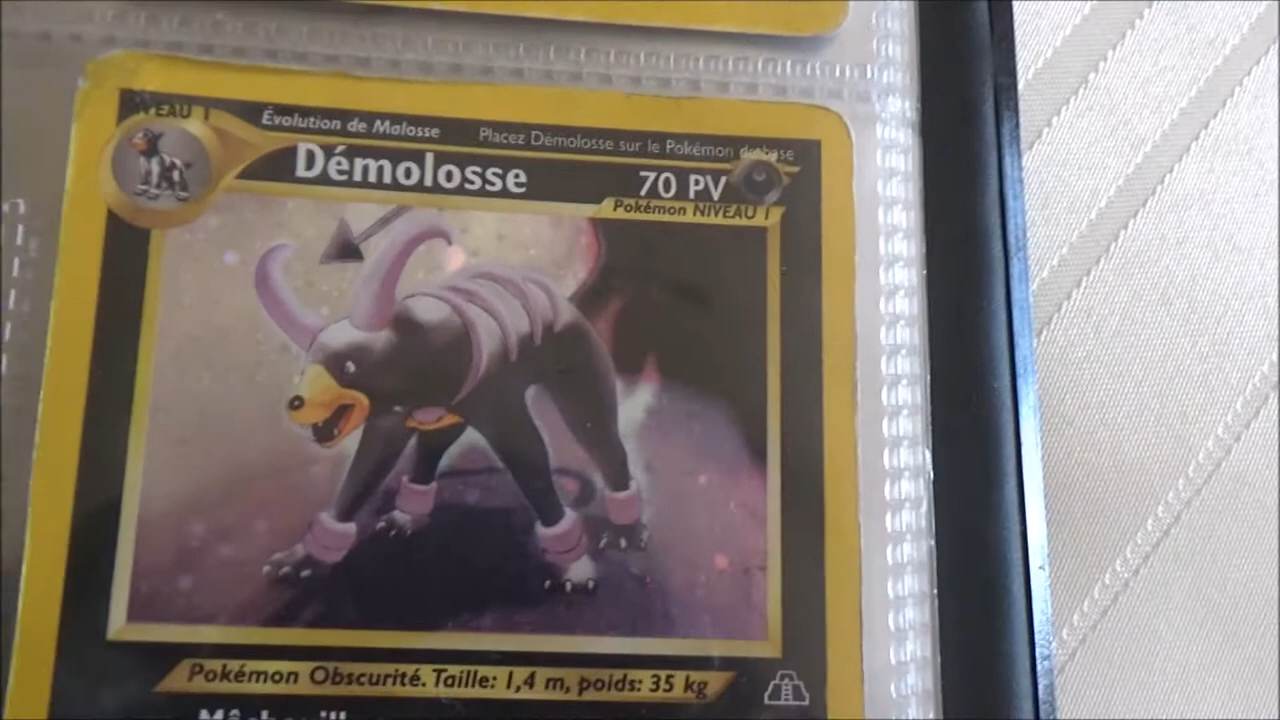 NIVEAU 1
Évolution de Malosse
Placez Démolosse sur le Pokémon de base
Démolosse
70 PV
Pokémon NIVEAU 1
Pokémon Obscurité. Taille: 1,4 m, poids: 35 kg